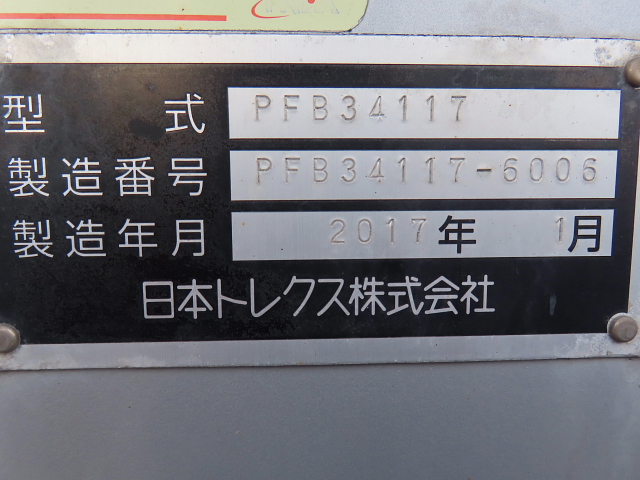 型式 PFB34117
製造番号 PFB34117-6006
製造年月 2017年 1月
日本トレクス株式会社